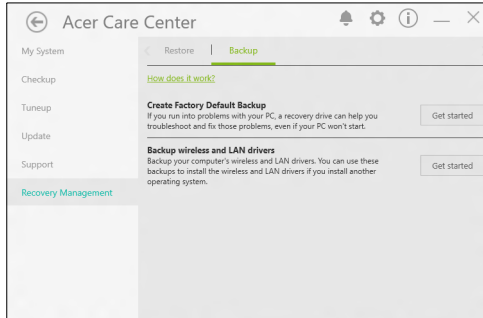 Acer Care Center
My System
Restore
Backup
Checkup
How does it work?
Tuneup
Create Factory Default Backup
If you run into problems with your PC, a recovery drive can help you
troubleshoot and fix those problems, even if your PC won't start.
Get started
Update
Backup wireless and LAN drivers
Backup your computer's wireless and LAN drivers. You can use these
backups to install the wireless and LAN drivers if you install another
operating system.
Get started
Support
Recovery Management